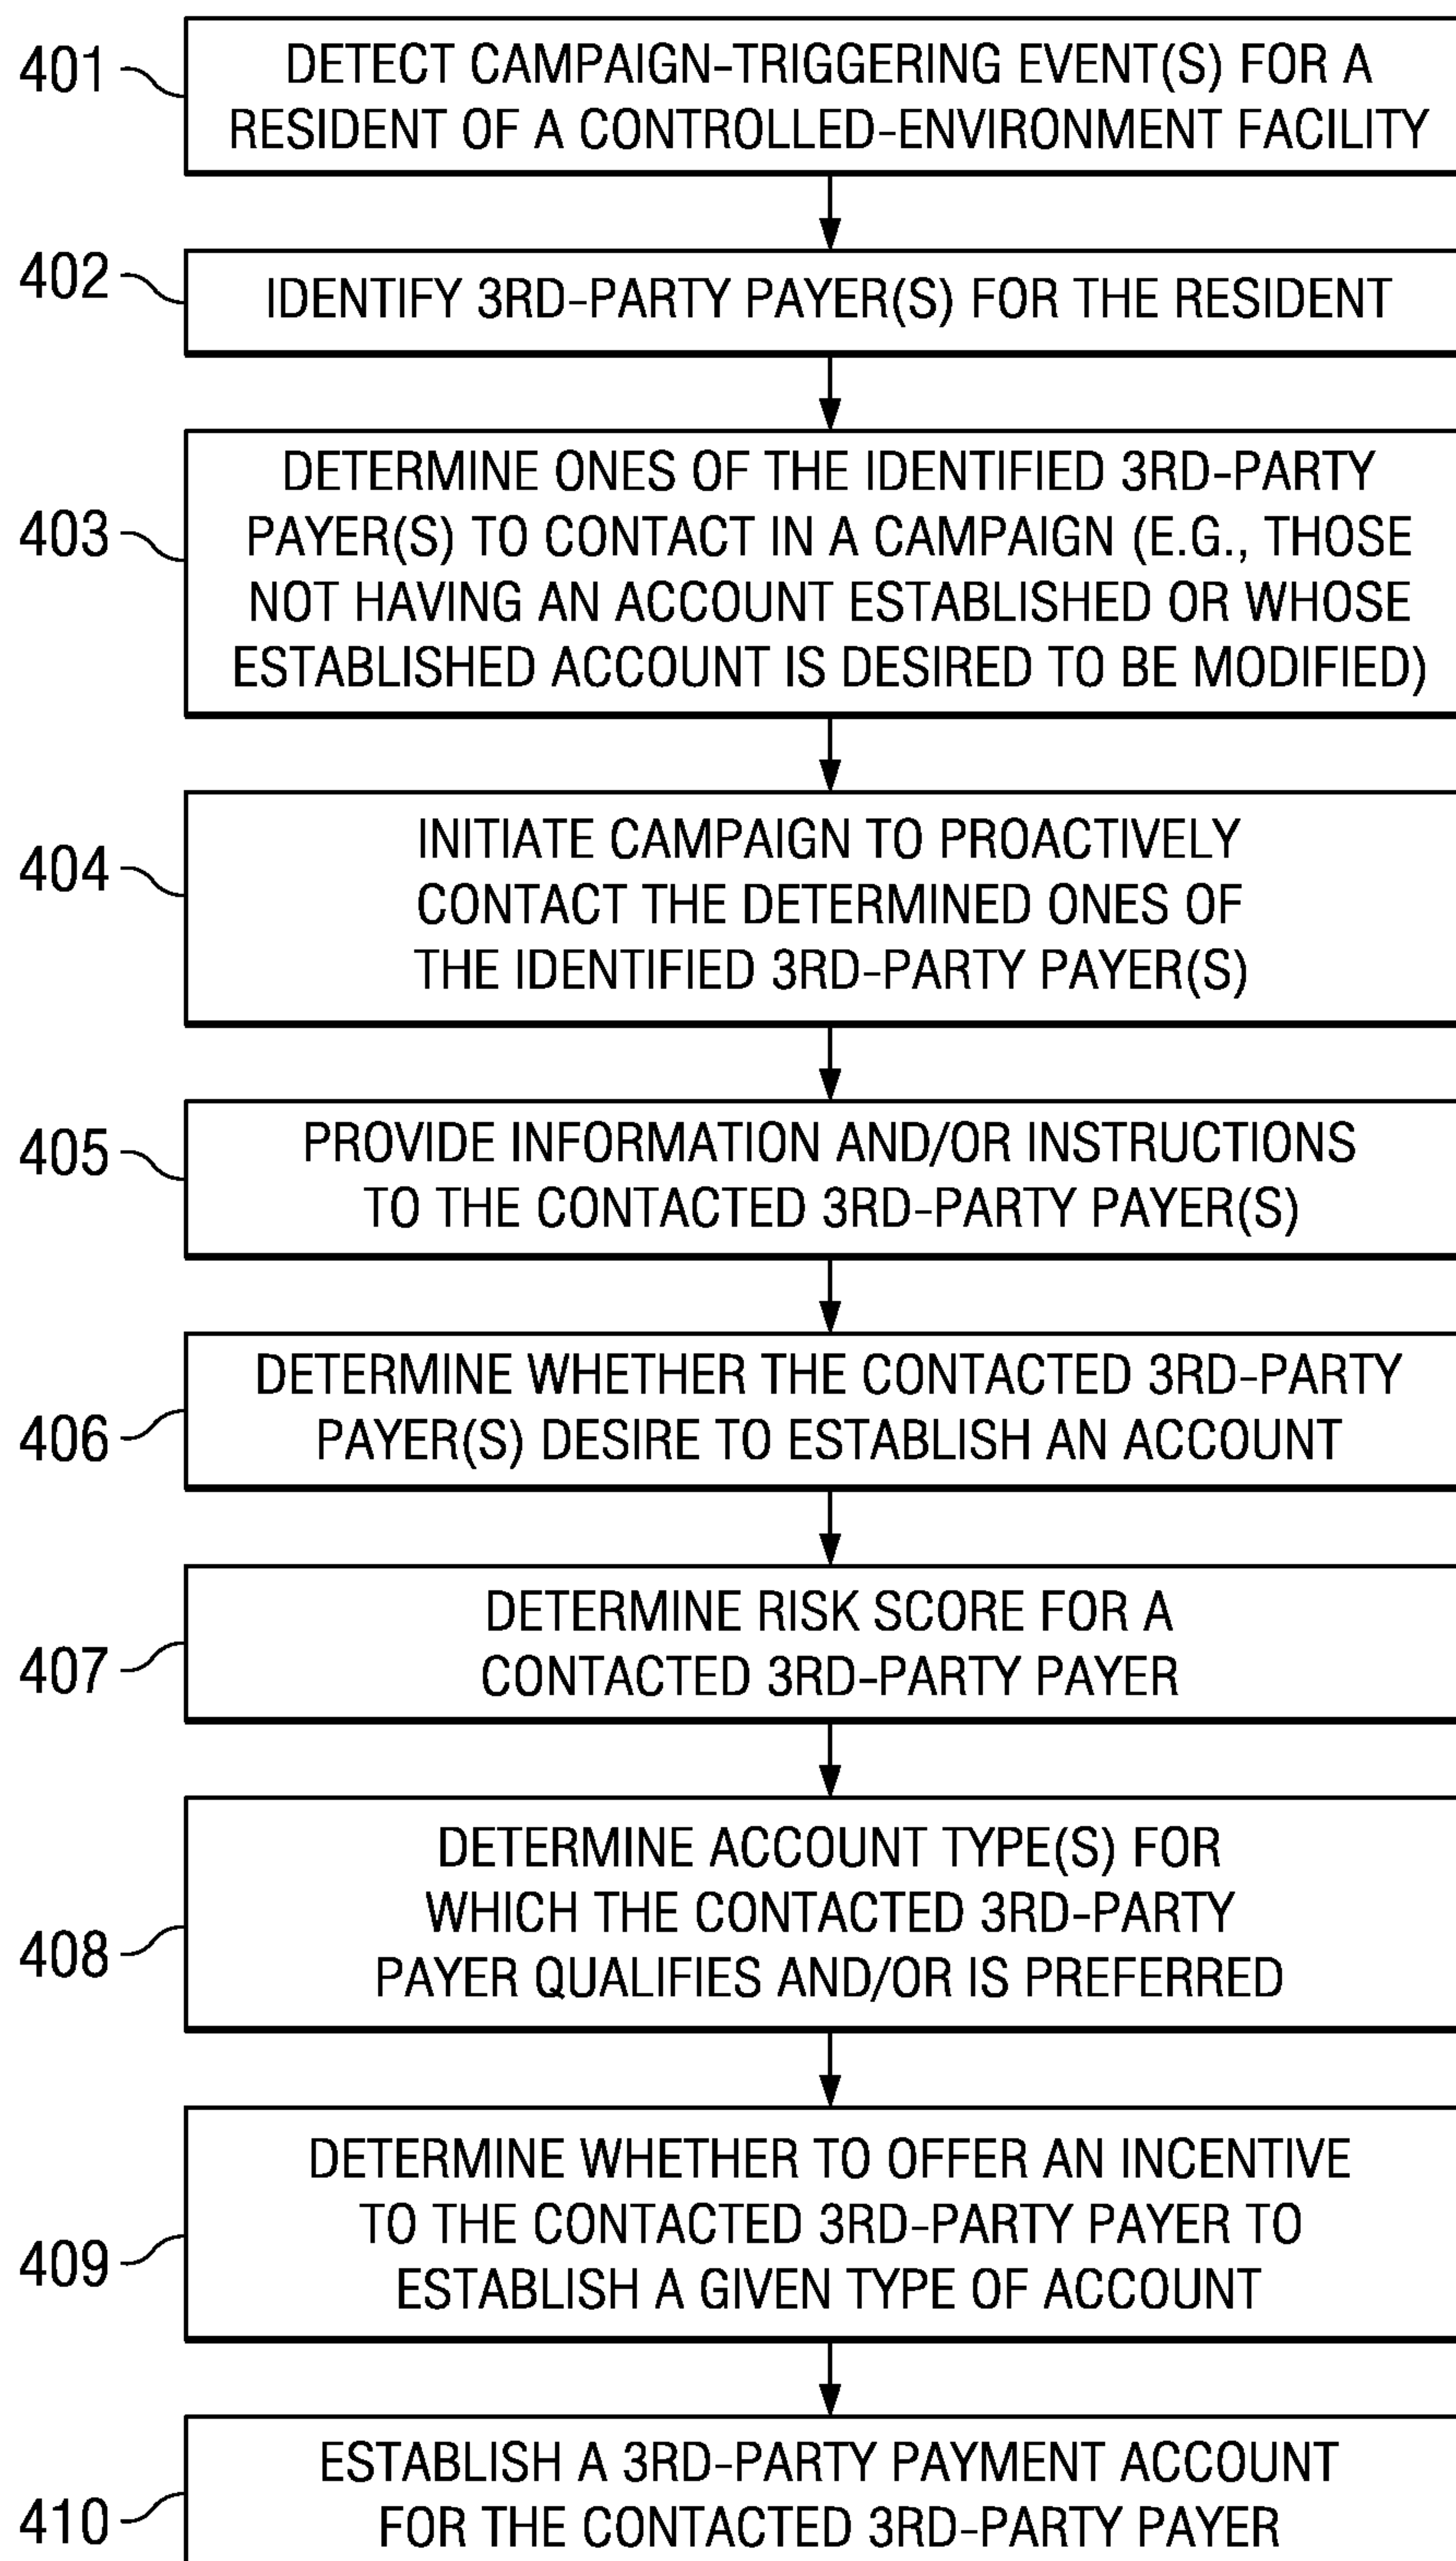 401
DETECT CAMPAIGN-TRIGGERING EVENT(S) FOR A
RESIDENT OF A CONTROLLED-ENVIRONMENT FACILITY
402
IDENTIFY 3RD-PARTY PAYER(S) FOR THE RESIDENT
403
DETERMINE ONES OF THE IDENTIFIED 3RD-PARTY
PAYER(S) TO CONTACT IN A CAMPAIGN (E.G., THOSE
NOT HAVING AN ACCOUNT ESTABLISHED OR WHOSE
ESTABLISHED ACCOUNT IS DESIRED TO BE MODIFIED)
404
INITIATE CAMPAIGN TO PROACTIVELY
CONTACT THE DETERMINED ONES OF
THE IDENTIFIED 3RD-PARTY PAYER(S)
405
PROVIDE INFORMATION AND/OR INSTRUCTIONS
TO THE CONTACTED 3RD-PARTY PAYER(S)
406
DETERMINE WHETHER THE CONTACTED 3RD-PARTY
PAYER(S) DESIRE TO ESTABLISH AN ACCOUNT
407
DETERMINE RISK SCORE FOR A
CONTACTED 3RD-PARTY PAYER
408
DETERMINE ACCOUNT TYPE(S) FOR
WHICH THE CONTACTED 3RD-PARTY
PAYER QUALIFIES AND/OR IS PREFERRED
409
DETERMINE WHETHER TO OFFER AN INCENTIVE
TO THE CONTACTED 3RD-PARTY PAYER TO
ESTABLISH A GIVEN TYPE OF ACCOUNT
410
ESTABLISH A 3RD-PARTY PAYMENT ACCOUNT
FOR THE CONTACTED 3RD-PARTY PAYER